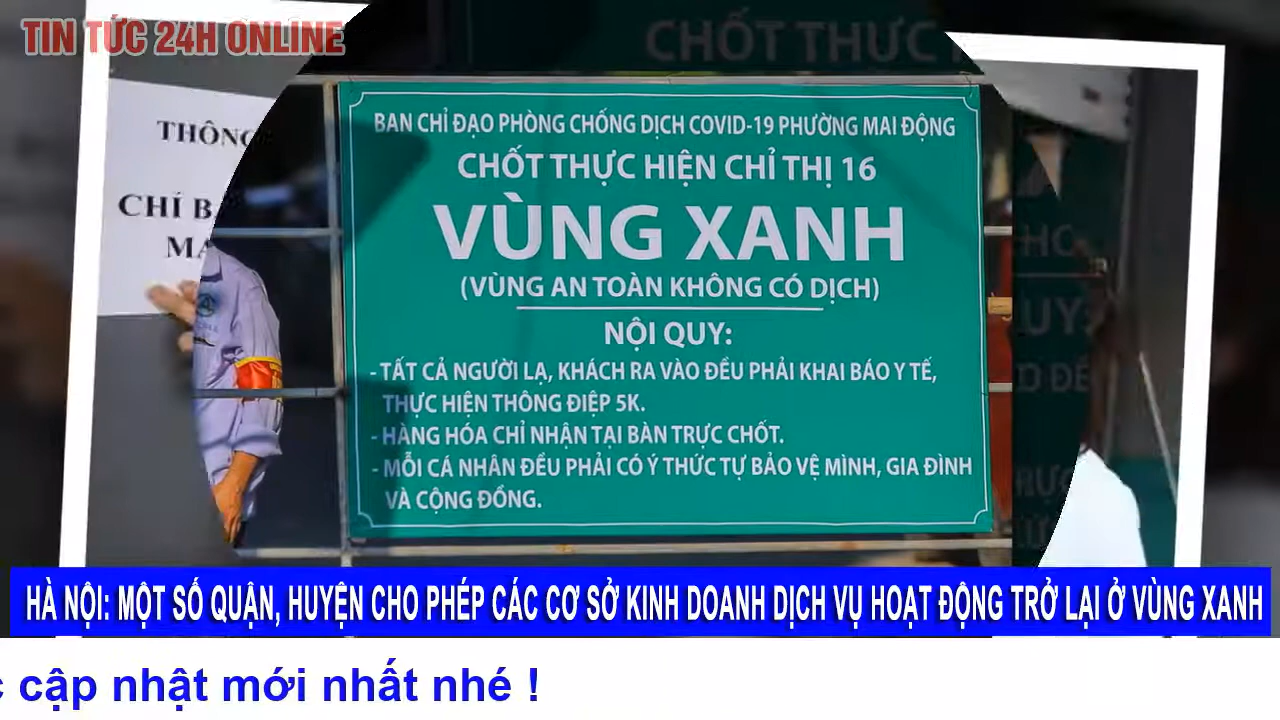 TIN TỨC 24H ONLINE
CHỐT THỰC
THÔNG
CHỈ
BAN CHỈ ĐẠO PHÒNG CHỐNG DỊCH COVID-19 PHƯỜNG MAI ĐỘNG
CHỐT THỰC HIỆN CHỈ THỊ 16
VÙNG XANH
(VÙNG AN TOÀN KHÔNG CÓ DỊCH)
NỘI QUY:
- TẤT CẢ NGƯỜI LẠ, KHÁCH RA VÀO ĐỀU PHẢI KHAI BÁO Y TẾ,
THỰC HIỆN THÔNG ĐIỆP 5K.
- HÀNG HÓA CHỈ NHẬN TẠI BÀN TRỰC CHỐT.
- MỖI CÁ NHÂN ĐỀU PHẢI CÓ Ý THỨC TỰ BẢO VỆ MÌNH, GIA ĐÌNH
VÀ CỘNG ĐỒNG.
HÀ NỘI: MỘT SỐ QUẬN, HUYỆN CHO PHÉP CÁC CƠ SỞ KINH DOANH DỊCH VỤ HOẠT ĐỘNG TRỞ LẠI Ở VÙNG XANH
cập nhật mới nhất nhé !